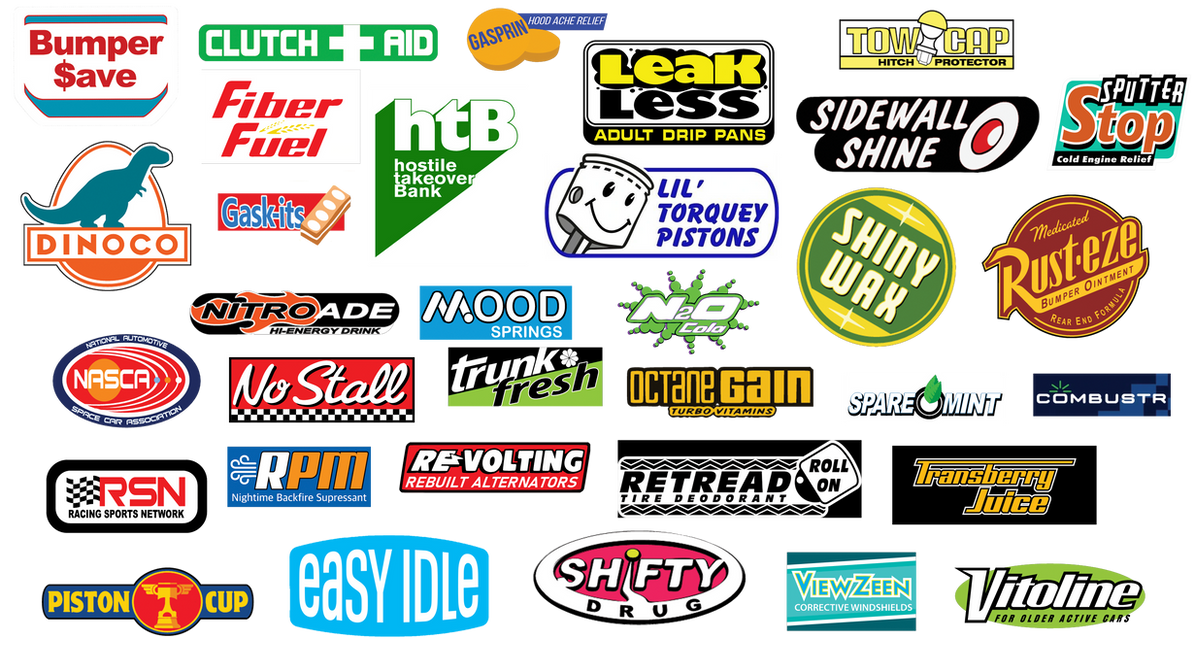 Bumper
$ave
CLUTCH AID
GASPRIN
HOOD ACHE RELIEF
Leak
Less
ADULT DRIP PANS
TOW CAP
HITCH PROTECTOR
Fiber
Fuel
htB
hostile
takeover
Bank
SIDEWALL
SHINE
SPUTTER
Stop
Cold Engine Relief
DINOCO
Gask-its
LIL'
TORQUEY
PISTONS
SHINY
WAX
Medicated
Rust-eze
BUMPER OINTMENT
REAR END FORMULA
NITROADE
HI-ENERGY DRINK
MOOD
SPRINGS
N2O
Cola
NATIONAL AUTOMOTIVE
NASCA
SPACE CAR ASSOCIATION
No Stall
trunk
fresh
OCTANE GAIN
TURBO VITAMINS
SPARE MINT
COMBUSTR
RSN
RACING SPORTS NETWORK
RPM
Nightime Backfire Supressant
RE-VOLTING
REBUILT ALTERNATORS
RETREAD
TIRE DEODORANT
ROLL
ON
Transberry
Juice
PISTON CUP
easy IDLe
SHiFTY
DRUG
VIEWZEEN
CORRECTIVE WINDSHIELDS
Vitoline
FOR OLDER ACTIVE CARS